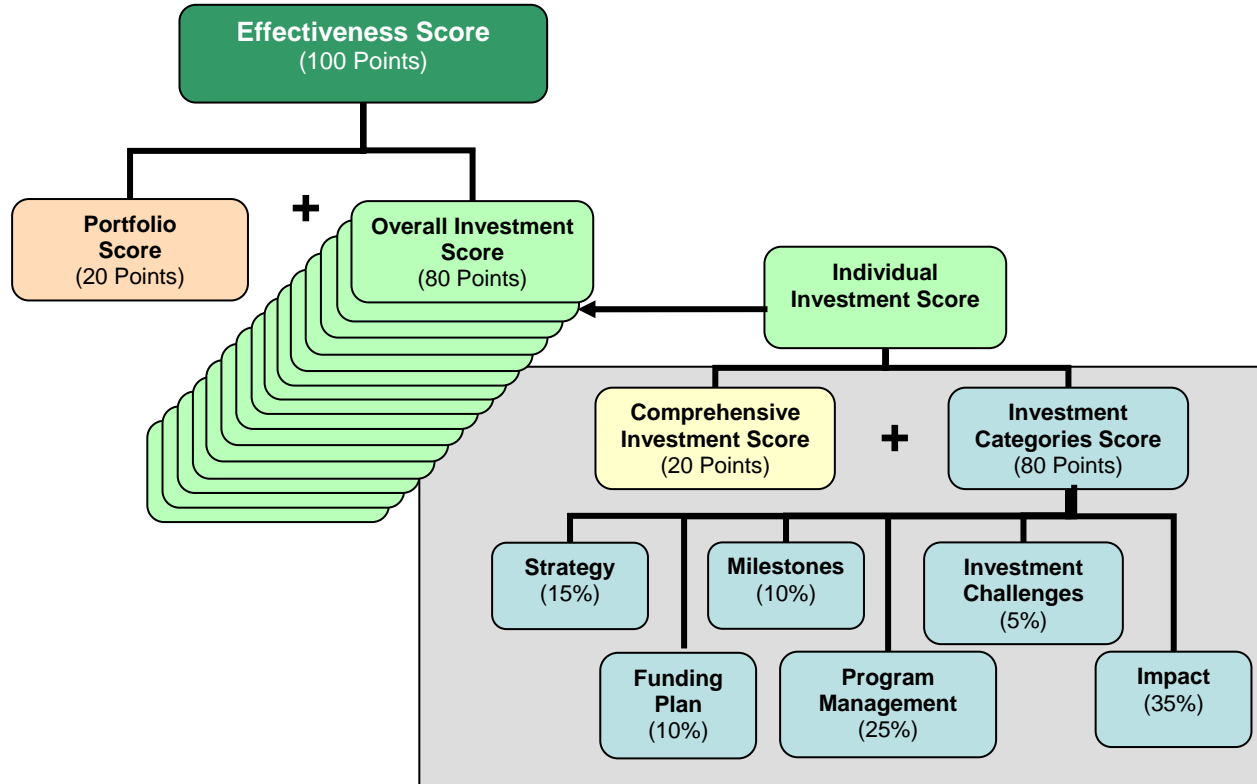 Effectiveness Score
(100 Points)
Portfolio
Score
(20 Points)
+
Overall Investment
Score
(80 Points)
Individual
Investment Score
Comprehensive
Investment Score
(20 Points)
+
Investment
Categories Score
(80 Points)
Strategy
(15%)
Milestones
(10%)
Investment
Challenges
(5%)
Funding
Plan
(10%)
Program
Management
(25%)
Impact
(35%)